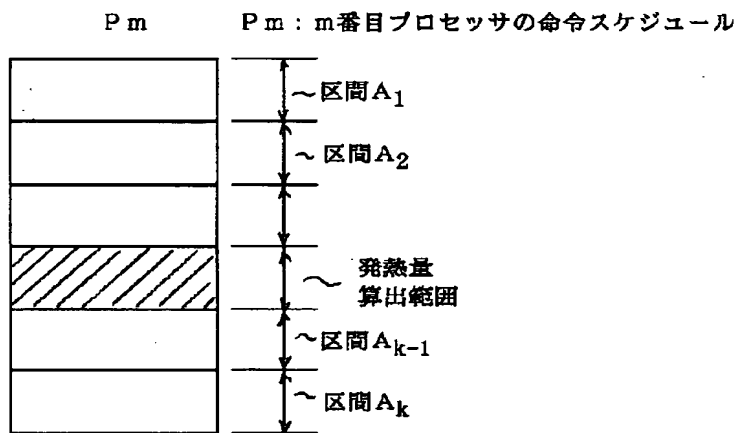 Pm Pm:m番目プロセッサの命令スケジュール
区間A1
区間A2
発熱量
算出範囲
区間Ak-1
区間Ak